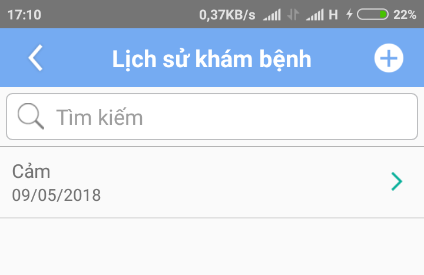 17:10 0,37KB/s H 22%
Lịch sử khám bệnh
Tìm kiếm
Cảm
09/05/2018